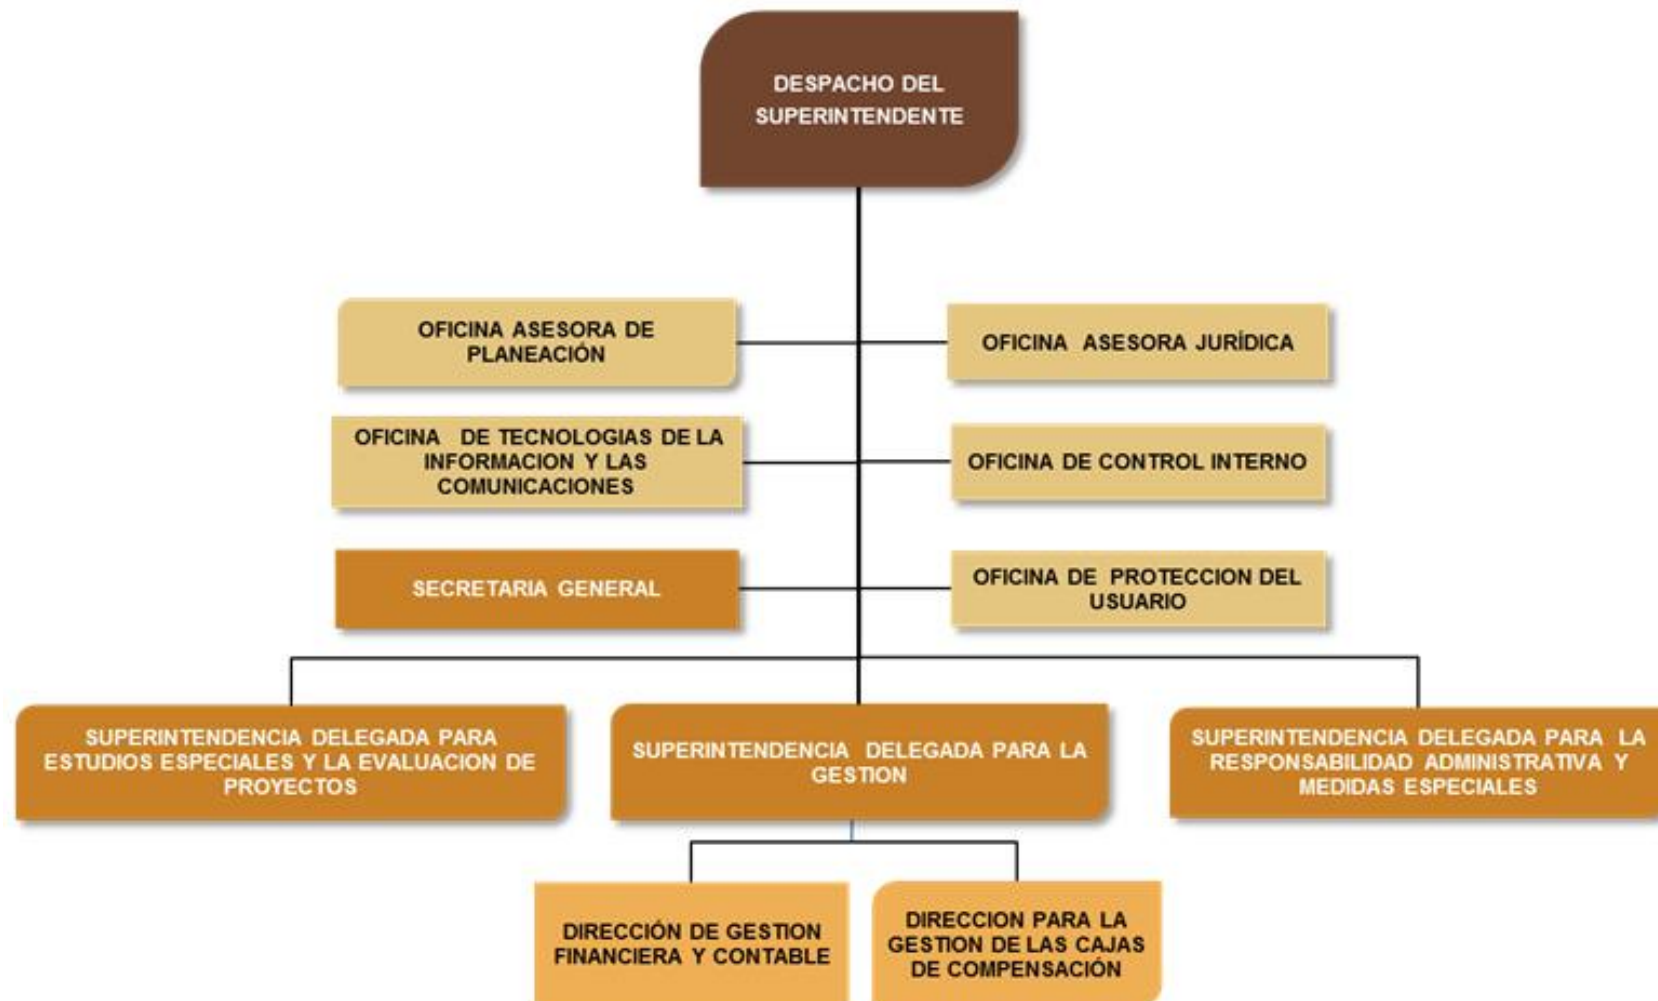 DESPACHO DEL
SUPERINTENDENTE
OFICINA ASESORA DE
PLANEACIÓN
OFICINA ASESORA JURÍDICA
OFICINA DE TECNOLOGIAS DE LA
INFORMACION Y LAS
COMUNICACIONES
OFICINA DE CONTROL INTERNO
SECRETARIA GENERAL
OFICINA DE PROTECCION DEL
USUARIO
SUPERINTENDENCIA DELEGADA PARA
ESTUDIOS ESPECIALES Y LA EVALUACION DE
PROYECTOS
SUPERINTENDENCIA DELEGADA PARA LA
GESTION
SUPERINTENDENCIA DELEGADA PARA LA
RESPONSABILIDAD ADMINISTRATIVA Y
MEDIDAS ESPECIALES
DIRECCIÓN DE GESTION
FINANCIERA Y CONTABLE
DIRECCION PARA LA
GESTION DE LAS CAJAS
DE COMPENSACIÓN